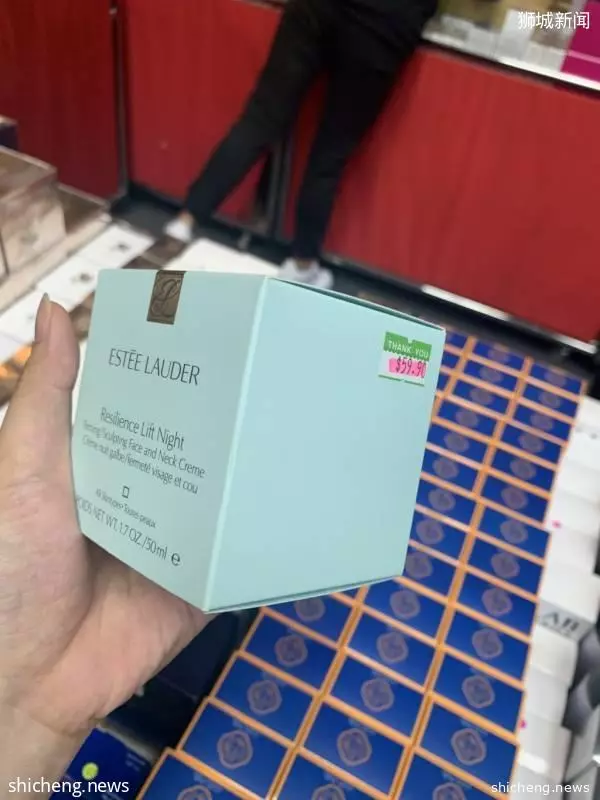 狮城新闻
THANK YOU
$59.90
ESTĒE LAUDER
Resilience Lift Night
Firming/Sculpting Face and Neck Creme
Crème nuit galbe/fermeté visage et cou
All Skintypes•Toutes peaux
POIDS NET WT. 1.7 OZ./50ml e
AB
shicheng.news
shicheng.news